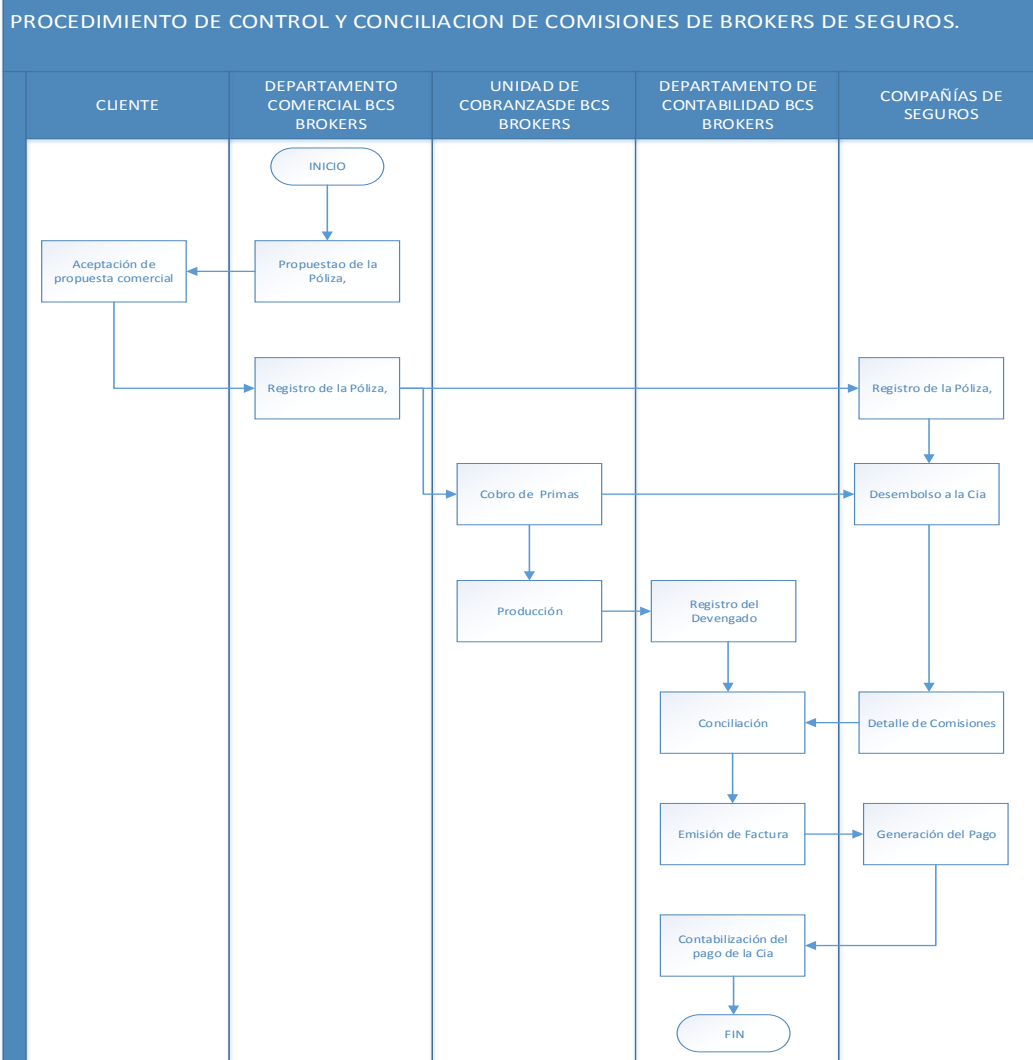 PROCEDIMIENTO DE CONTROL Y CONCILIACION DE COMISIONES DE BROKERS DE SEGUROS.
CLIENTE
DEPARTAMENTO
COMERCIAL BCS
BROKERS
UNIDAD DE
COBRANZASDE BCS
BROKERS
DEPARTAMENTO DE
CONTABILIDAD BCS
BROKERS
COMPAÑÍAS DE
SEGUROS
INICIO
Aceptación de
propuesta comercial
Propuestao de la
Póliza,
Registro de la Póliza,
Registro de la Póliza,
Cobro de Primas
Desembolso a la Cia
Producción
Registro del
Devengado
Conciliación
Detalle de Comisiones
Emisión de Factura
Generación del Pago
Contabilización del
pago de la Cia
FIN